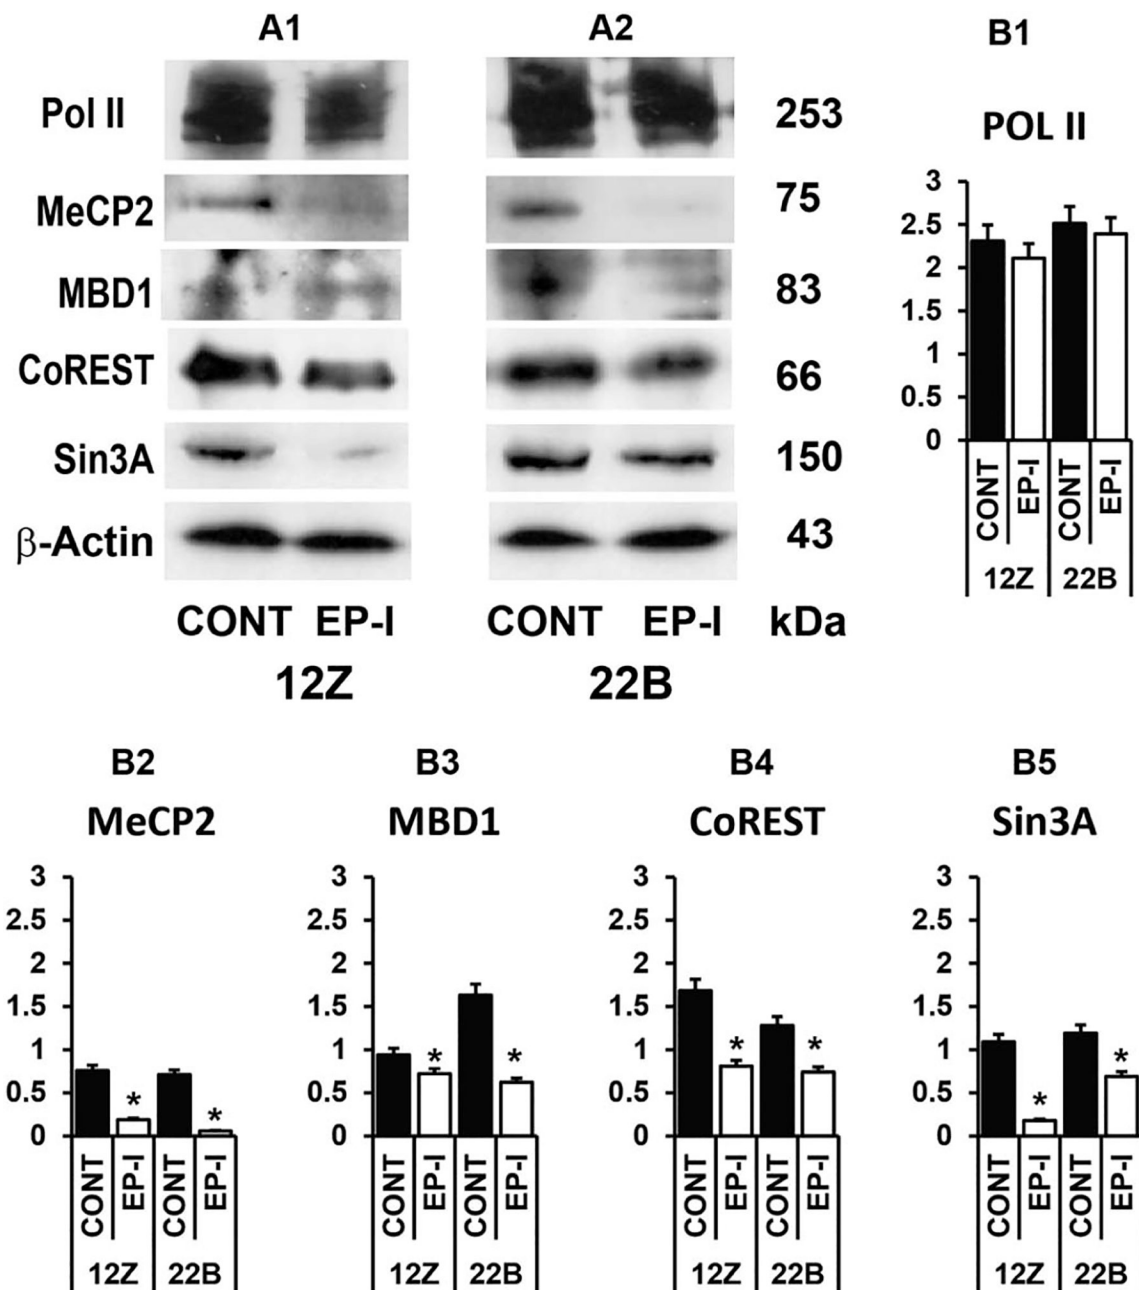 A1 A2 B1
Pol II 253
POL II
MeCP2 75
MBD1 83
CoREST 66
Sin3A 150
β-Actin 43
CONT EP-I CONT EP-I kDa
12Z 22B
3
2.5
2
1.5
1
0.5
0
CONT EP-I CONT EP-I
12Z 22B
B2
MeCP2
3
2.5
2
1.5
1
0.5
0
* *
CONT EP-I CONT EP-I
12Z 22B
B3
MBD1
3
2.5
2
1.5
1
0.5
0
* *
CONT EP-I CONT EP-I
12Z 22B
B4
CoREST
3
2.5
2
1.5
1
0.5
0
* *
CONT EP-I CONT EP-I
12Z 22B
B5
Sin3A
3
2.5
2
1.5
1
0.5
0
* *
CONT EP-I CONT EP-I
12Z 22B